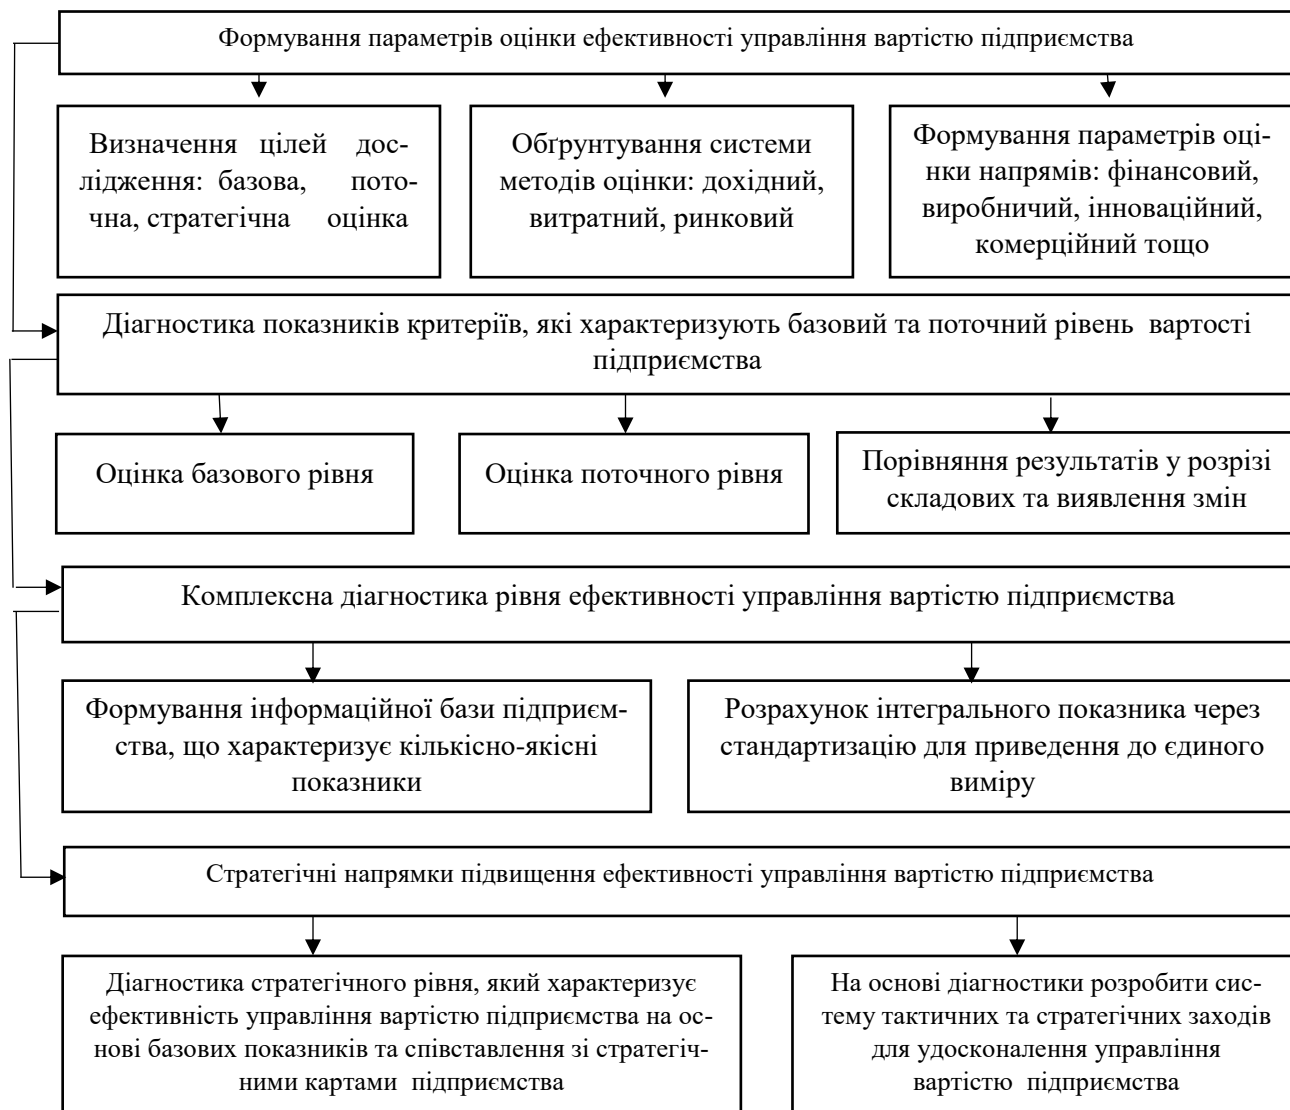 Формування параметрів оцінки ефективності управління вартістю підприємства
Визначення цілей дос-
лідження: базова, пото-
чна, стратегічна оцінка
Обґрунтування системи
методів оцінки: дохідний,
витратний, ринковий
Формування параметрів оці-
нки напрямів: фінансовий,
виробничий, інноваційний,
комерційний тощо
Діагностика показників критеріїв, які характеризують базовий та поточний рівень вартості
підприємства
Оцінка базового рівня
Оцінка поточного рівня
Порівняння результатів у розрізі
складових та виявлення змін
Комплексна діагностика рівня ефективності управління вартістю підприємства
Формування інформаційної бази підприєм-
ства, що характеризує кількісно-якісні
показники
Розрахунок інтегрального показника через
стандартизацію для приведення до єдиного
виміру
Стратегічні напрямки підвищення ефективності управління вартістю підприємства
Діагностика стратегічного рівня, який характеризує
ефективність управління вартістю підприємства на ос-
нові базових показників та співставлення зі стратегіч-
ними картами підприємства
На основі діагностики розробити сис-
тему тактичних та стратегічних заходів
для удосконалення управління
вартістю підприємства